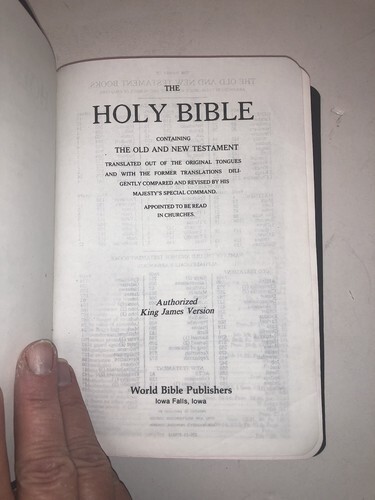 THE
HOLY BIBLE
CONTAINING
THE OLD AND NEW TESTAMENT
TRANSLATED OUT OF THE ORIGINAL TONGUES
AND WITH THE FORMER TRANSLATIONS DILI-
GENTLY COMPARED AND REVISED BY HIS
MAJESTY'S SPECIAL COMMAND.
APPOINTED TO BE READ
IN CHURCHES.
Authorized
King James Version
World Bible Publishers
Iowa Falls, Iowa